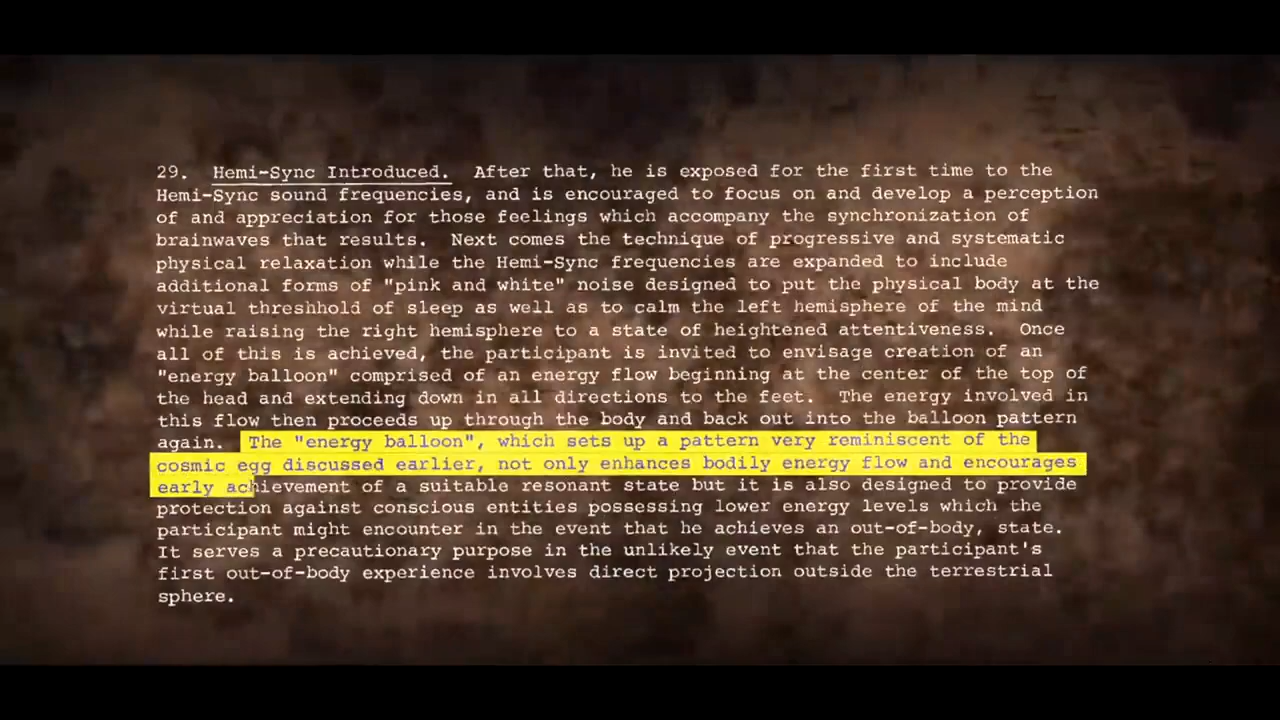 29. Hemi-Sync Introduced. After that, he is exposed for the first time to the
Hemi-Sync sound frequencies, and is encouraged to focus on and develop a perception
of and appreciation for those feelings which accompany the synchronization of
brainwaves that results. Next comes the technique of progressive and systematic
physical relaxation while the Hemi-Sync frequencies are expanded to include
additional forms of "pink and white" noise designed to put the physical body at the
virtual threshhold of sleep as well as to calm the left hemisphere of the mind
while raising the right hemisphere to a state of heightened attentiveness. Once
all of this is achieved, the participant is invited to envisage creation of an
"energy balloon" comprised of an energy flow beginning at the center of the top of
the head and extending down in all directions to the feet. The energy involved in
this flow then proceeds up through the body and back out into the balloon pattern
again. The "energy balloon", which sets up a pattern very reminiscent of the
cosmic egg discussed earlier, not only enhances bodily energy flow and encourages
early achievement of a suitable resonant state but it is also designed to provide
protection against conscious entities possessing lower energy levels which the
participant might encounter in the event that he achieves an out-of-body, state.
It serves a precautionary purpose in the unlikely event that the participant's
first out-of-body experience involves direct projection outside the terrestrial
sphere.